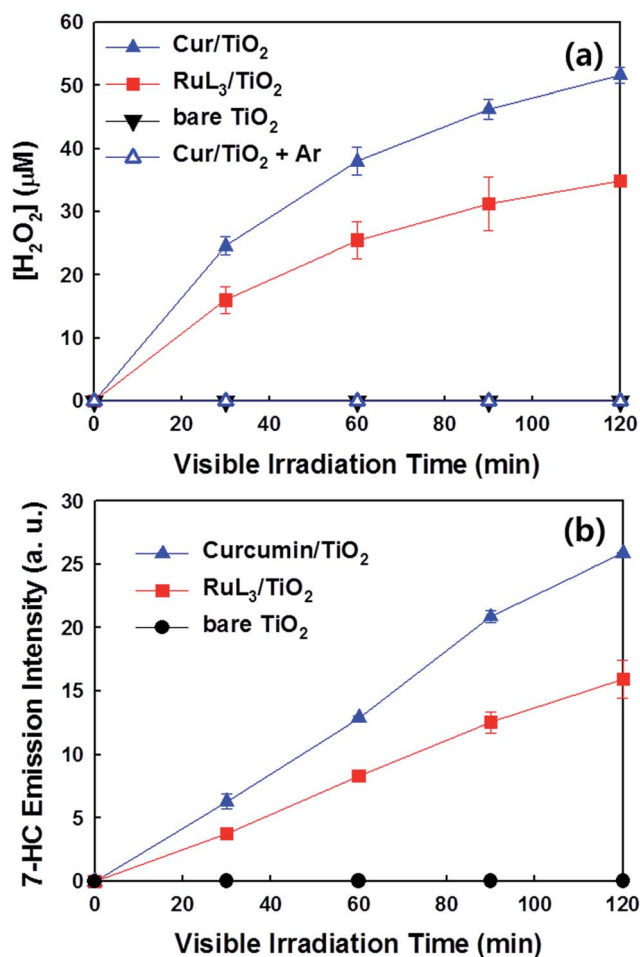 (a)
Cur/TiO₂
RuL₃/TiO₂
bare TiO₂
Cur/TiO₂ + Ar
[H₂O₂] (μM)
60
50
40
30
20
10
0
0 20 40 60 80 100 120
Visible Irradiation Time (min)
(b)
Curcumin/TiO₂
RuL₃/TiO₂
bare TiO₂
7-HC Emission Intensity (a. u.)
30
25
20
15
10
5
0
0 20 40 60 80 100 120
Visible Irradiation Time (min)